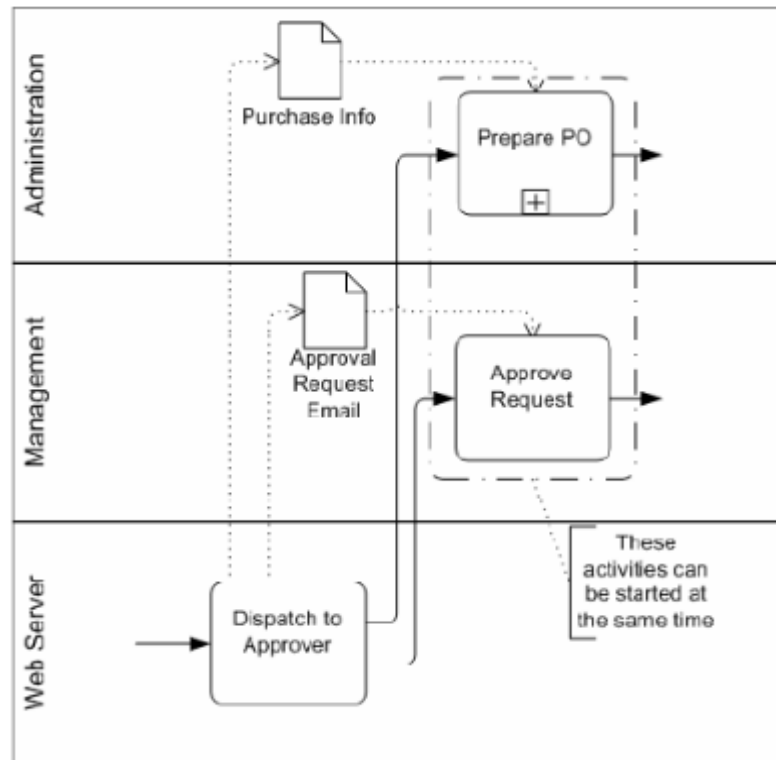 Administration
Purchase Info
Prepare PO
Management
Approval
Request
Email
Approve
Request
Web Server
Dispatch to
Approver
These
activities can
be started at
the same time